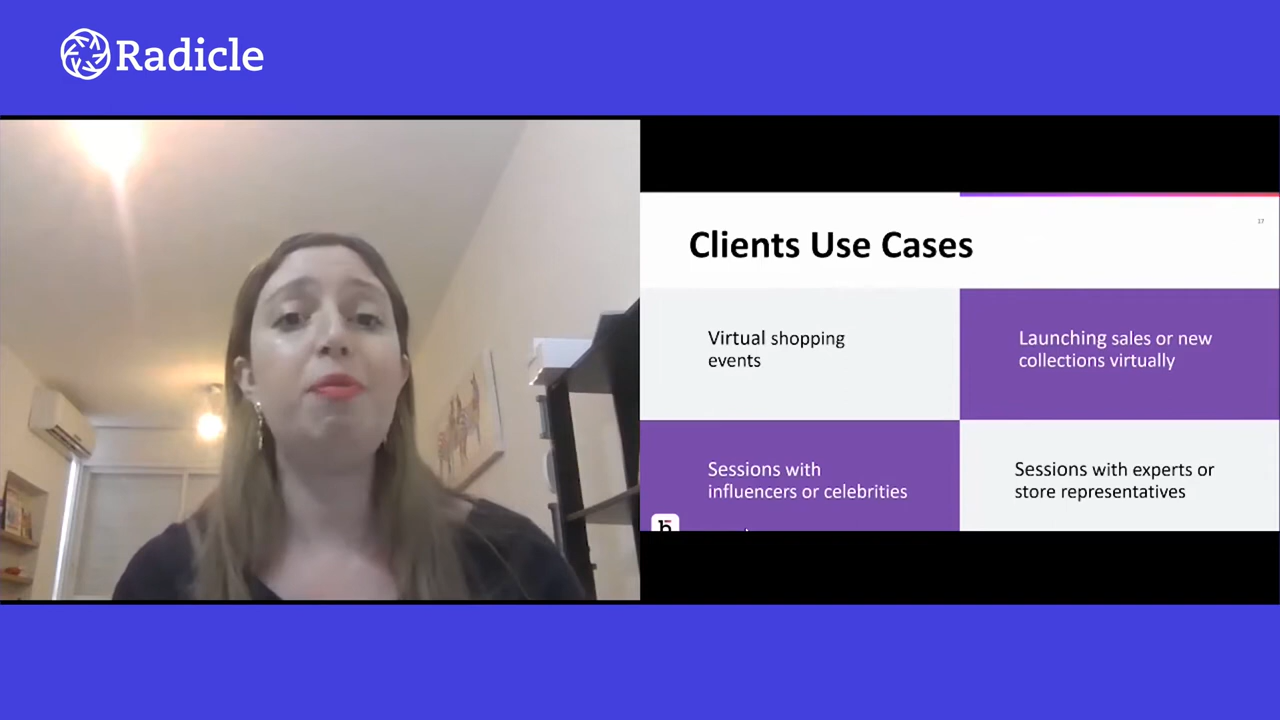 Radicle
17
Clients Use Cases
Virtual shopping
events
Launching sales or new
collections virtually
Sessions with
influencers or celebrities
Sessions with experts or
store representatives